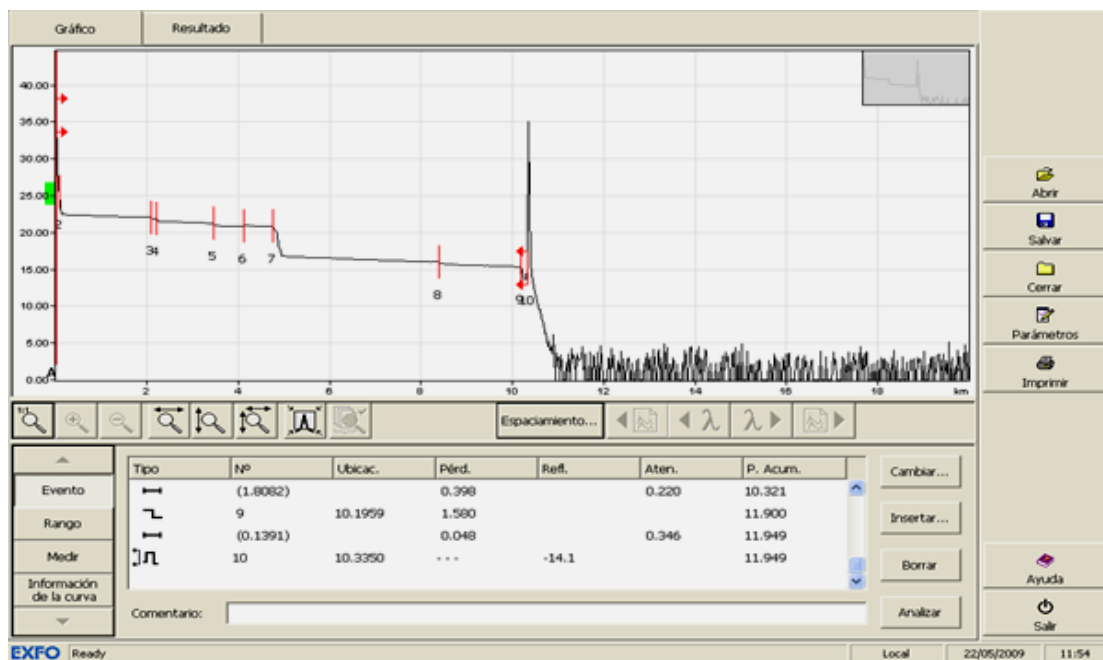 Gráfico Resultado
40.00
35.00
30.00
25.00
20.00
15.00
10.00
5.00
0.00
A
2
3 4 5 6 7 8 9 10
2 4 6 8 10 12 14 16 18 km
1:1 Espaciamiento... λ λ
Evento
Rango
Medir
Información
de la curva
Tipo Nº Ubicac. Pérd. Refl. Aten. P. Acum.
(1.8082) 0.398 0.220 10.321
9 10.1959 1.580 11.900
(0.1391) 0.048 0.346 11.949
10 10.3350 - - - -14.1 11.949
Comentario:
Cambiar...
Insertar...
Borrar
Analizar
Abrir
Salvar
Cerrar
Parámetros
Imprimir
Ayuda
Salir
EXFO Ready Local 22/05/2009 11:54